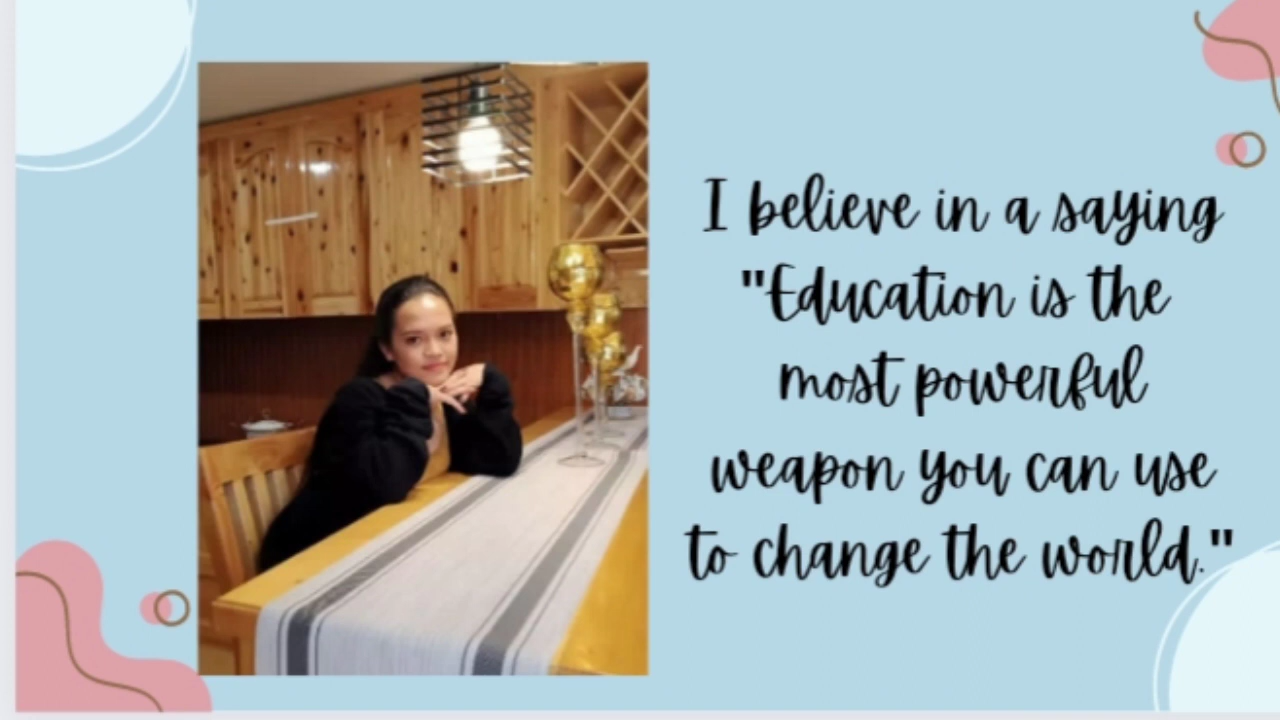 I believe in a saying
"Education is the
most powerful
weapon you can use
to change the world."